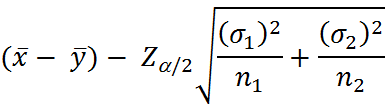 (x̄ − ȳ) − Z_{α/2} √((σ₁)²/n₁ + (σ₂)²/n₂)